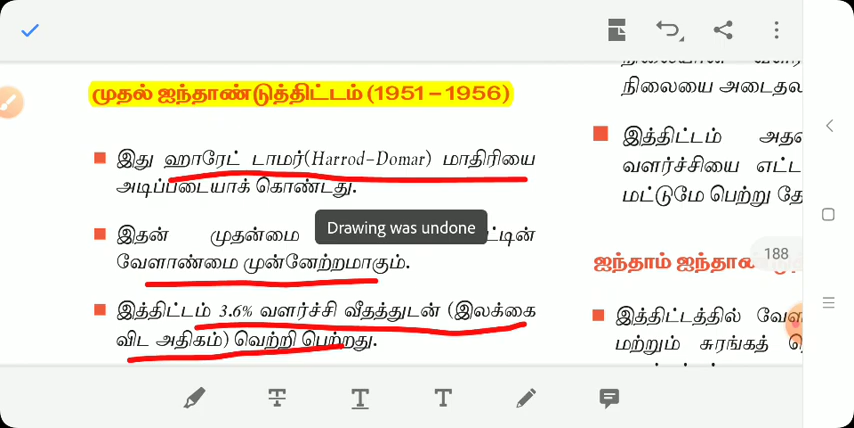 முதல் ஐந்தாண்டுத்திட்டம் (1951 – 1956)
இது ஹாரேட் டாமர்(Harrod–Domar) மாதிரியை
அடிப்படையாக் கொண்டது.
இதன் முதன்மை
வேளாண்மை முன்னேற்றமாகும்.
இத்திட்டம் 3.6% வளர்ச்சி வீதத்துடன் (இலக்கை
விட அதிகம்) வெற்றி பெற்றது.
Drawing was undone
நிலையை அடைதல
இத்திட்டம் அதன
வளர்ச்சியை எட்ட
மட்டுமே பெற்று தே
188
ஐந்தாம் ஐந்தாண
இத்திட்டத்தில் வேள
மற்றும் சுரங்கத்